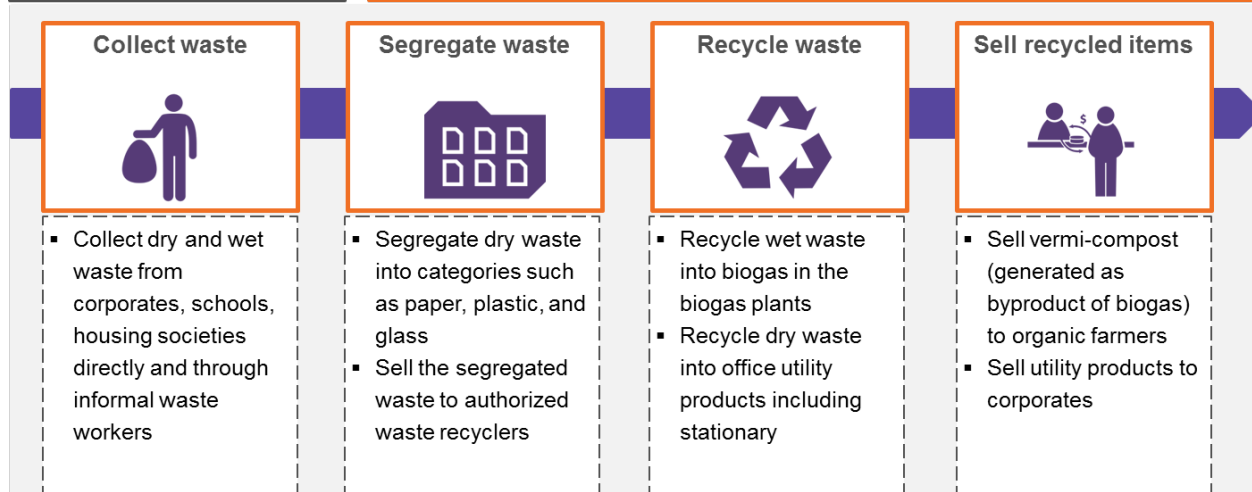 Collect waste
Segregate waste
Recycle waste
Sell recycled items
$
▪ Collect dry and wet
waste from
corporates, schools,
housing societies
directly and through
informal waste
workers
▪ Segregate dry waste
into categories such
as paper, plastic, and
glass
▪ Sell the segregated
waste to authorized
waste recyclers
▪ Recycle wet waste
into biogas in the
biogas plants
▪ Recycle dry waste
into office utility
products including
stationary
▪ Sell vermi-compost
(generated as
byproduct of biogas)
to organic farmers
▪ Sell utility products to
corporates